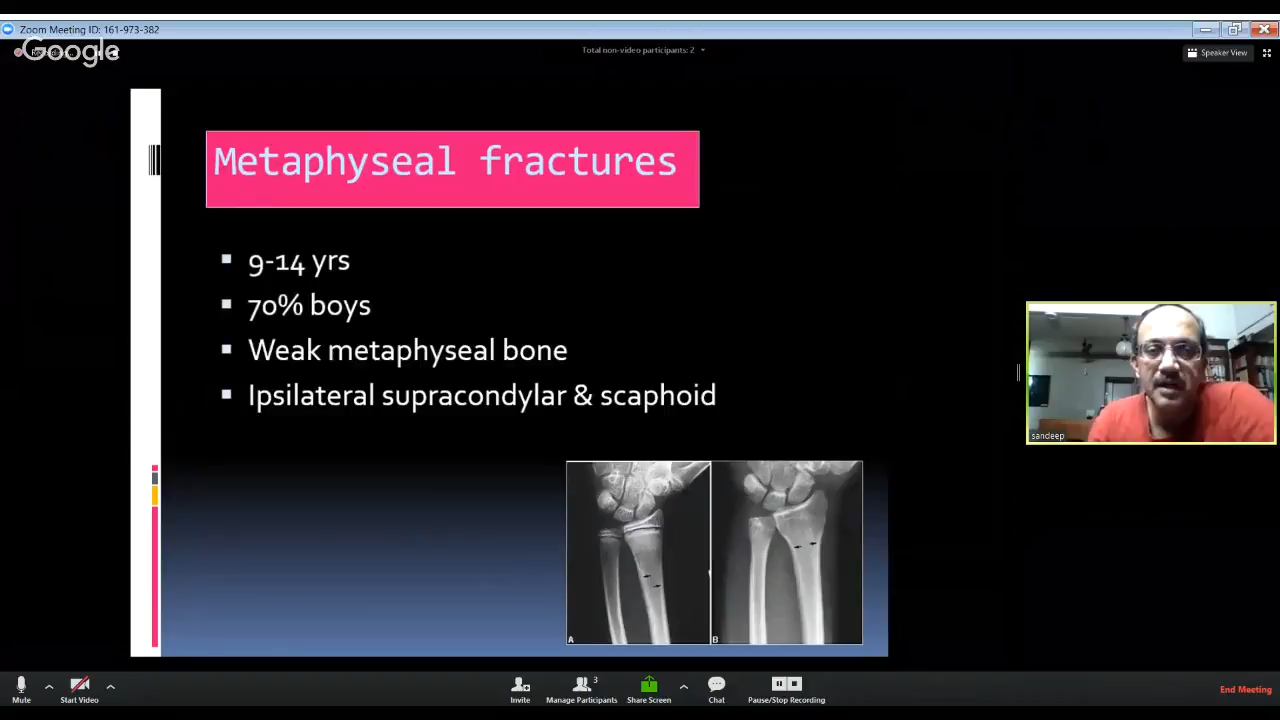 Zoom Meeting ID: 161-973-382
Google
Total non-video participants: 2
Speaker View
Metaphyseal fractures
9-14 yrs
70% boys
Weak metaphyseal bone
Ipsilateral supracondylar & scaphoid
sandeep
A
B
Mute
Start Video
Invite
3
Manage Participants
Share Screen
Chat
Pause/Stop Recording
End Meeting